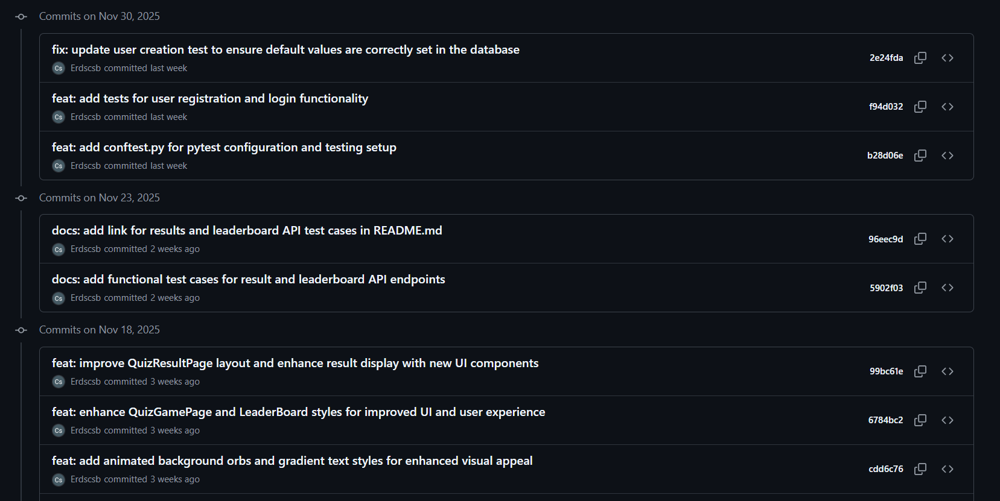 Commits on Nov 30, 2025
fix: update user creation test to ensure default values are correctly set in the database
2e24fda
Cs Erdscsb committed last week
feat: add tests for user registration and login functionality
f94d032
Cs Erdscsb committed last week
feat: add conftest.py for pytest configuration and testing setup
b28d06e
Cs Erdscsb committed last week
Commits on Nov 23, 2025
docs: add link for results and leaderboard API test cases in README.md
96eec9d
Cs Erdscsb committed 2 weeks ago
docs: add functional test cases for result and leaderboard API endpoints
5902f03
Cs Erdscsb committed 2 weeks ago
Commits on Nov 18, 2025
feat: improve QuizResultPage layout and enhance result display with new UI components
99bc61e
Cs Erdscsb committed 3 weeks ago
feat: enhance QuizGamePage and LeaderBoard styles for improved UI and user experience
6784bc2
Cs Erdscsb committed 3 weeks ago
feat: add animated background orbs and gradient text styles for enhanced visual appeal
cdd6c76
Cs Erdscsb committed 3 weeks ago